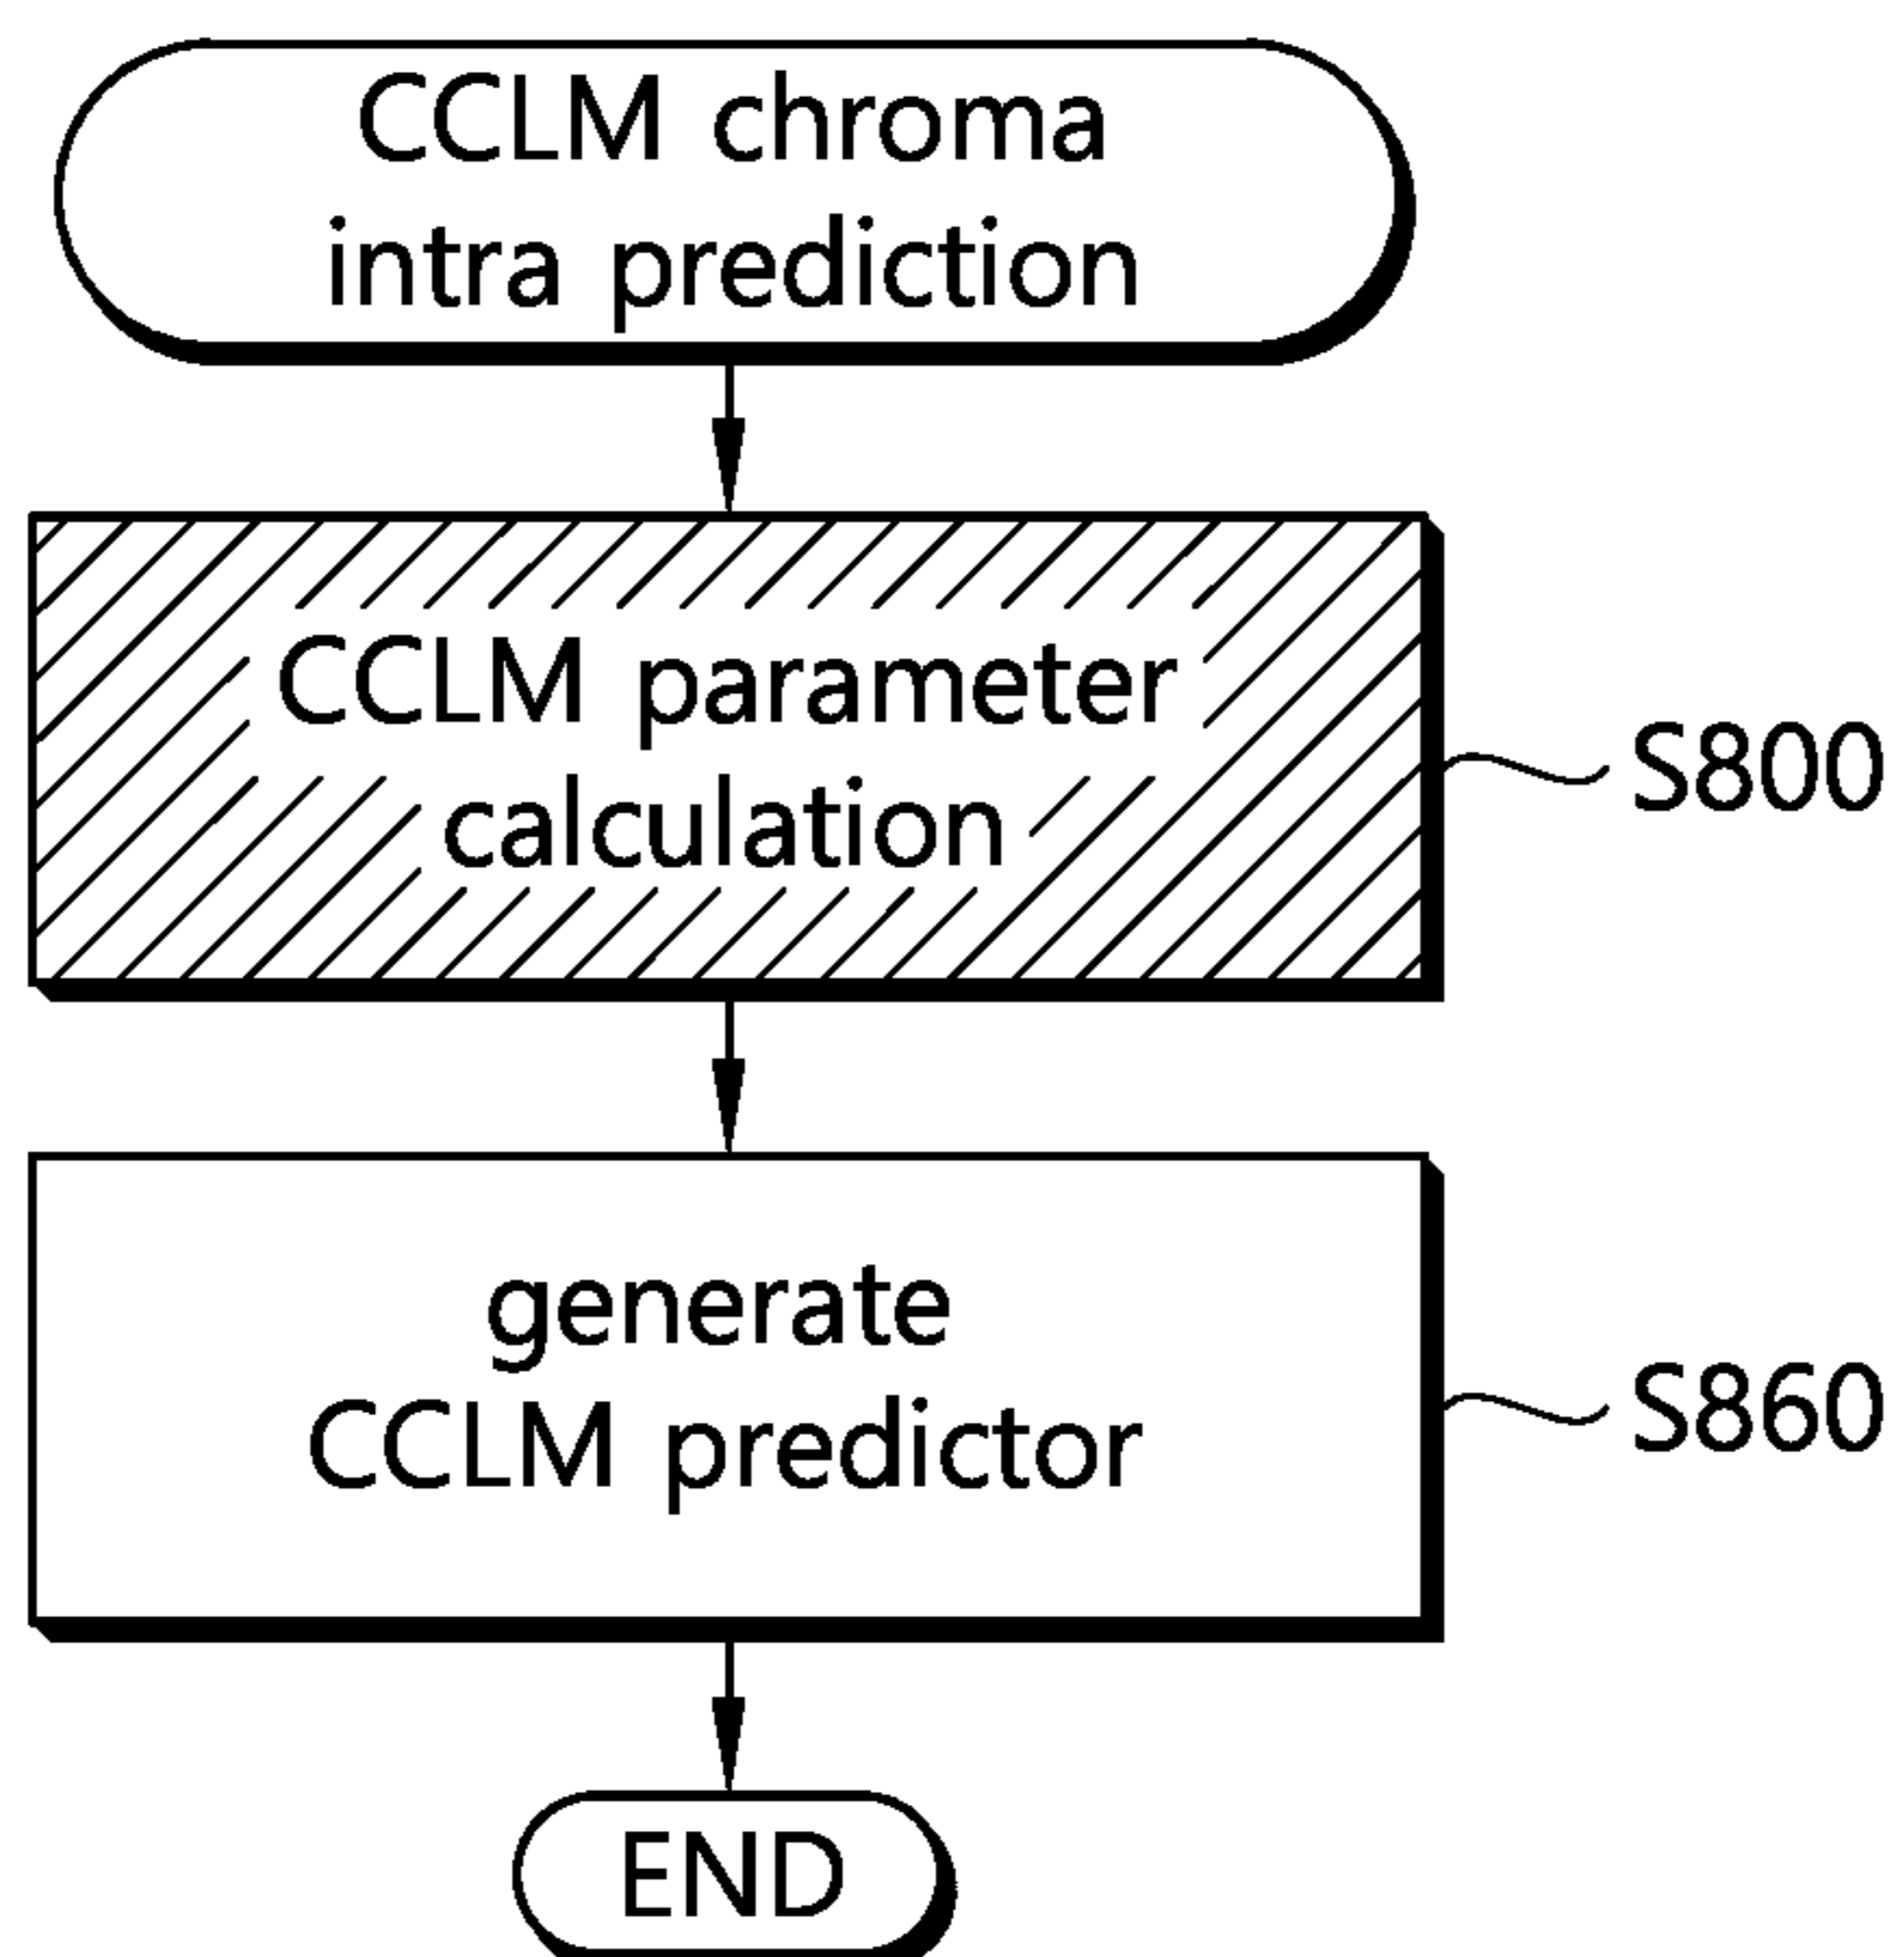 CCLM chroma
intra prediction
CCLM parameter
calculation
S800
generate
CCLM predictor
S860
END